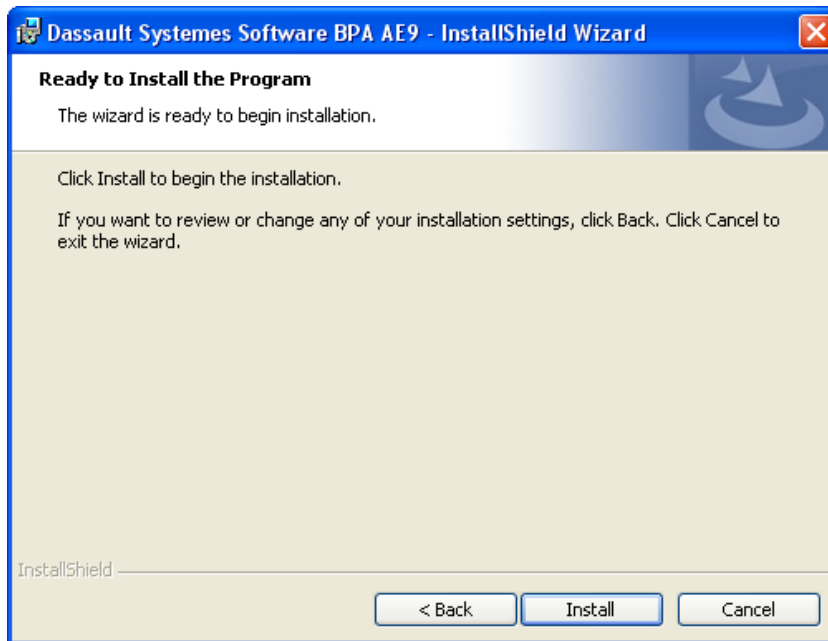 Dassault Systemes Software BPA AE9 - InstallShield Wizard
Ready to Install the Program
The wizard is ready to begin installation.
Click Install to begin the installation.
If you want to review or change any of your installation settings, click Back. Click Cancel to
exit the wizard.
InstallShield
< Back
Install
Cancel